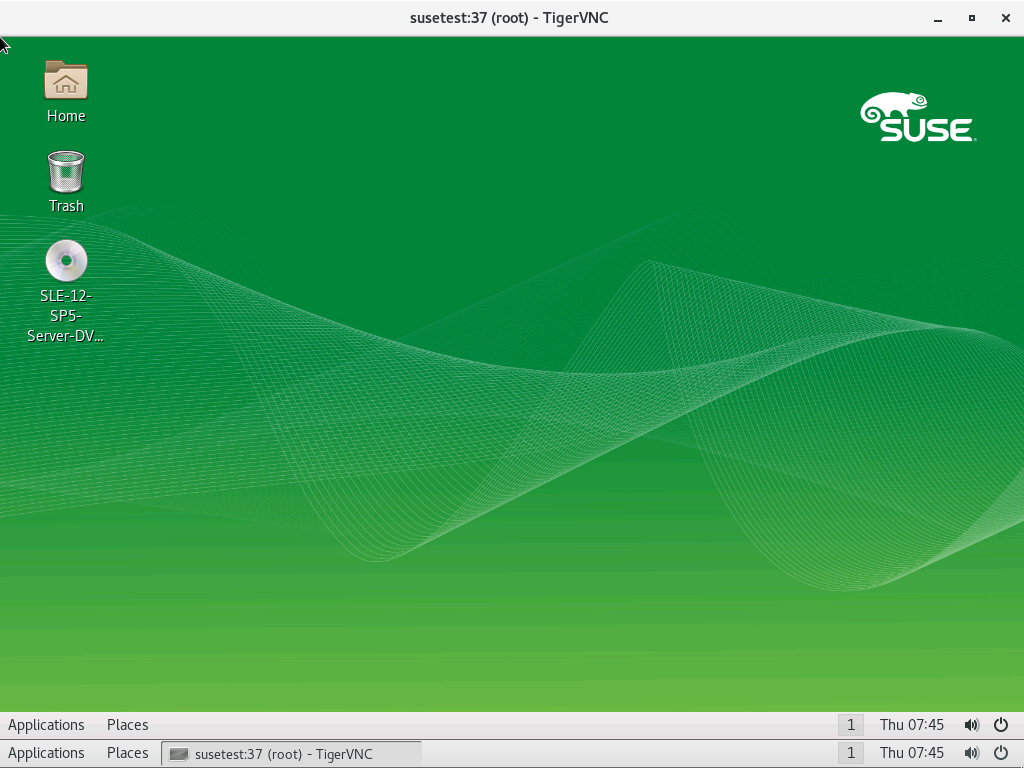 susetest:37 (root) - TigerVNC
Home
SUSE
Trash
SLE-12-
SP5-
Server-DV...
Applications Places 1 Thu 07:45
Applications Places susetest:37 (root) - TigerVNC 1 Thu 07:45